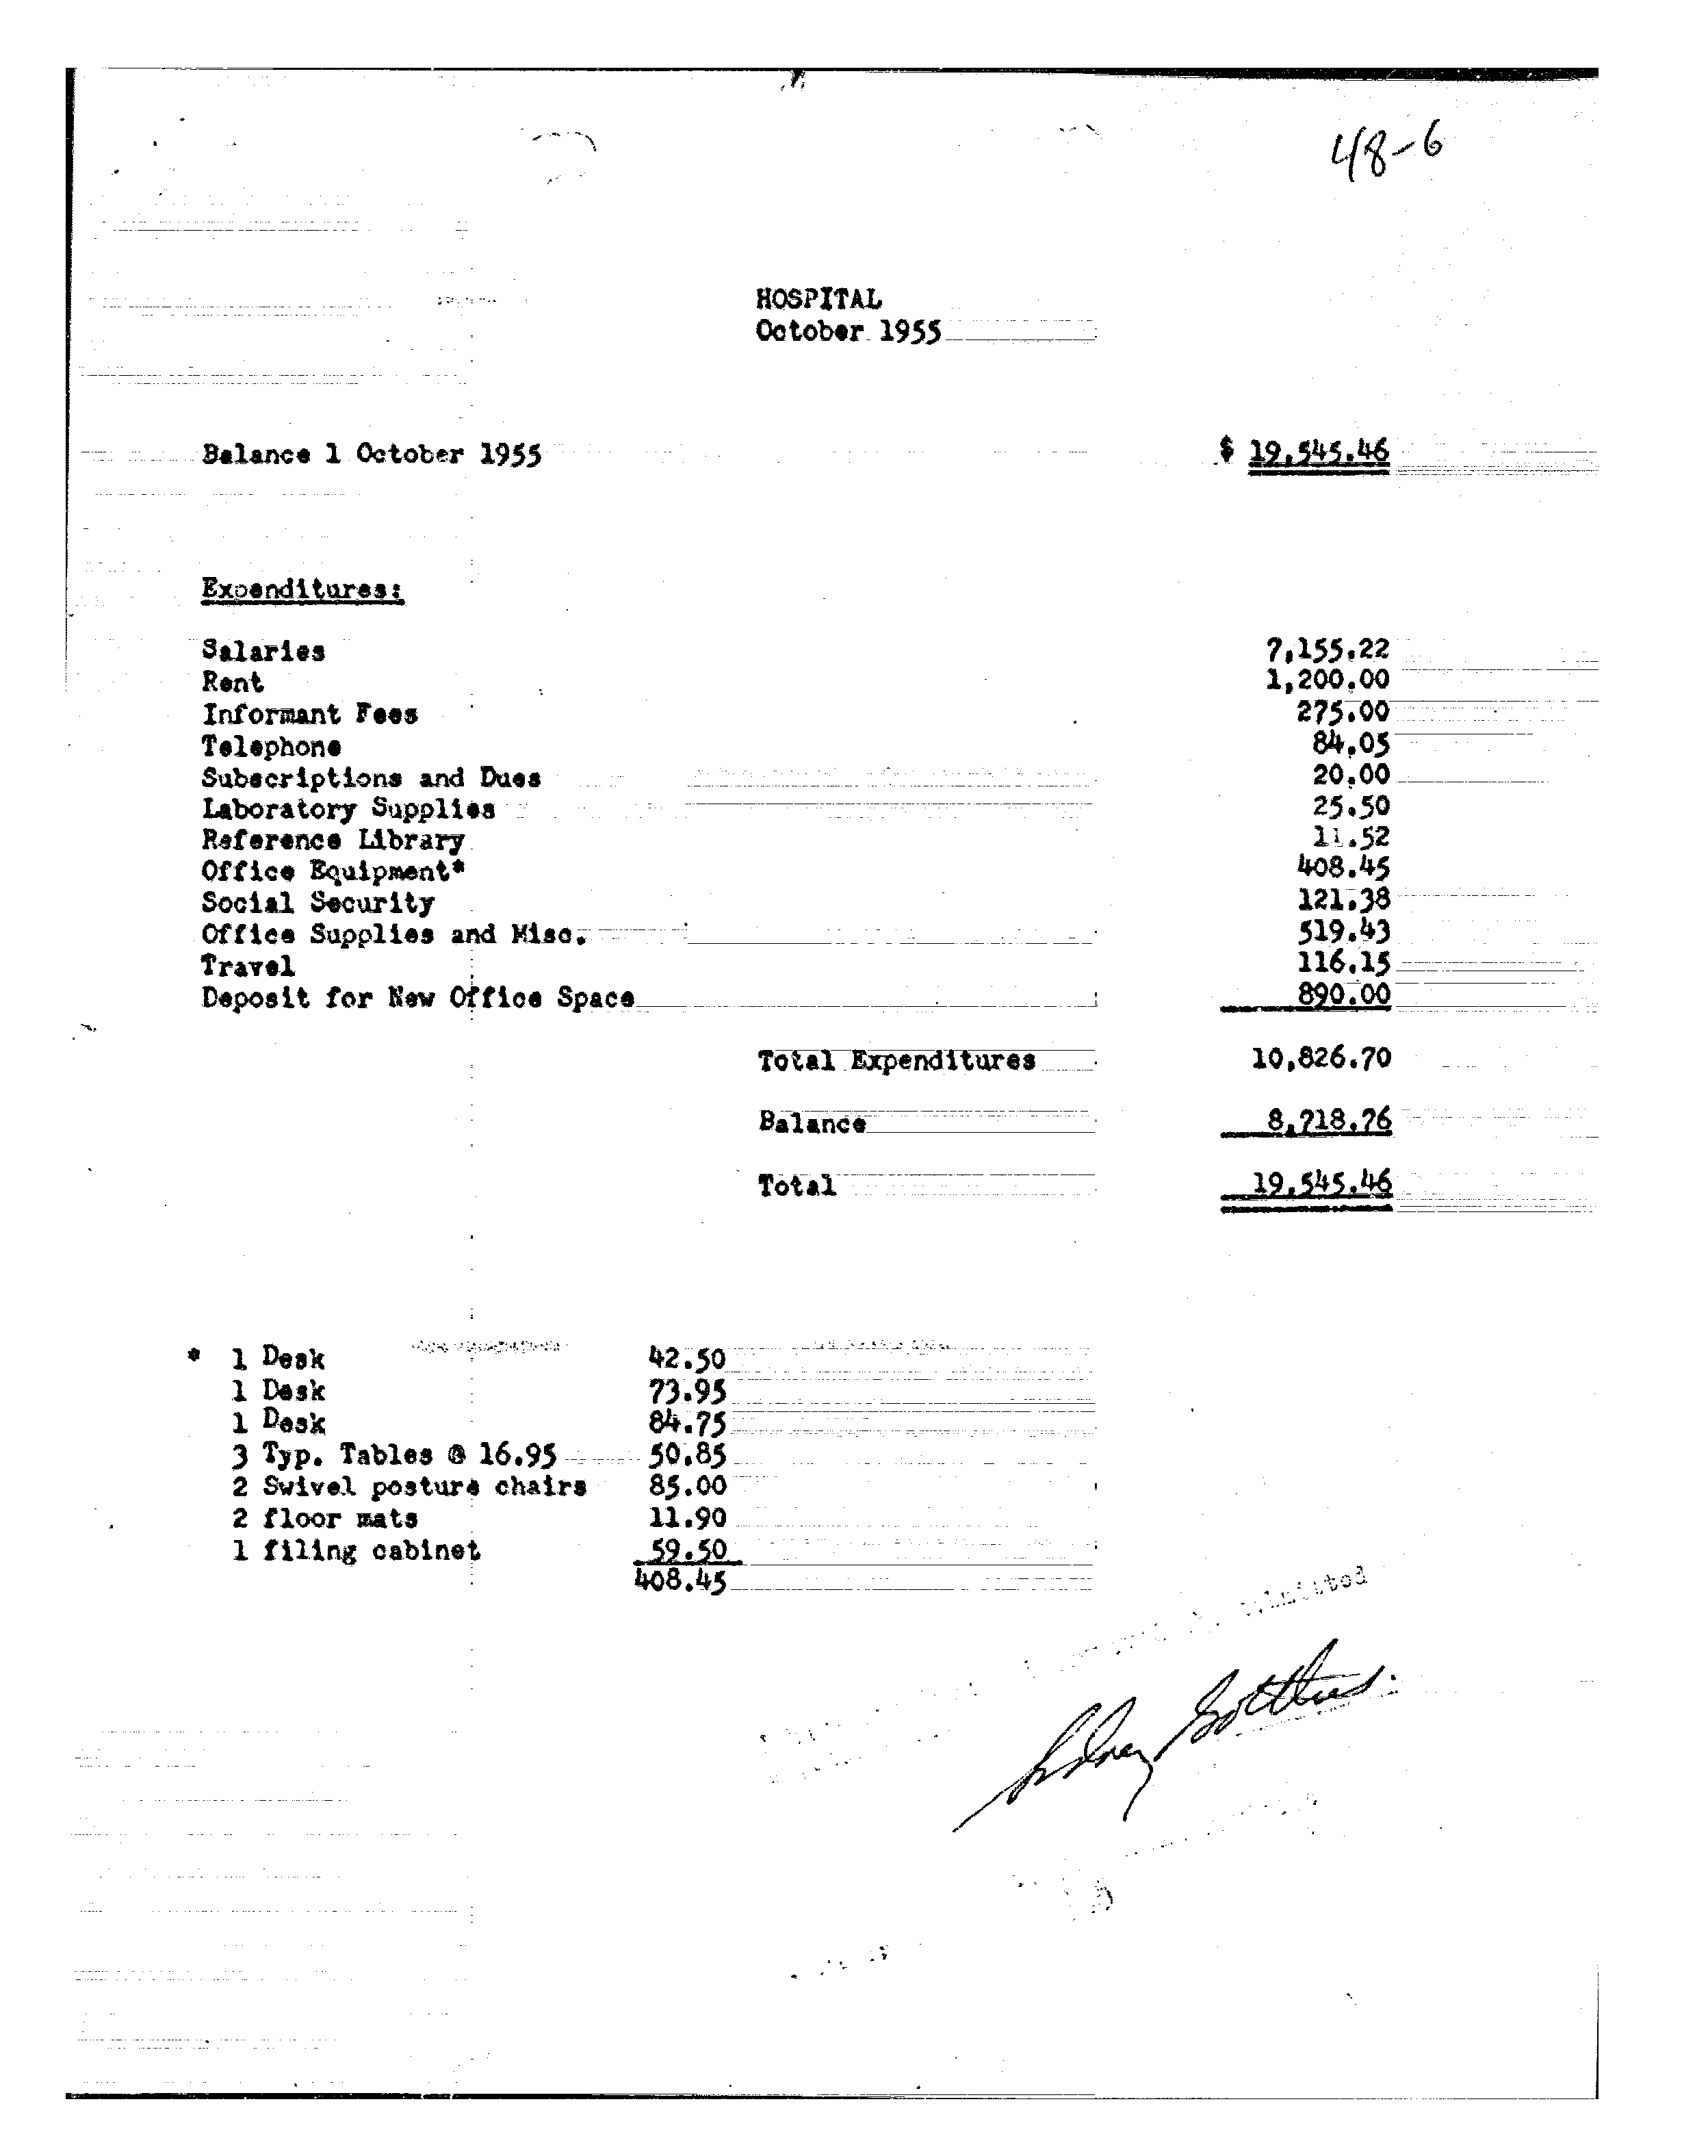 48-6
HOSPITAL
October 1955
Balance 1 October 1955 $ 19,545.46
Expenditures:
Salaries 7,155.22
Rent 1,200.00
Informant Fees 275.00
Telephone 84.05
Subscriptions and Dues 20.00
Laboratory Supplies 25.50
Reference Library 11.52
Office Equipment* 408.45
Social Security 121.38
Office Supplies and Misc. 519.43
Travel 116.15
Deposit for New Office Space 890.00
Total Expenditures 10,826.70
Balance 8,718.76
Total 19,545.46
* 1 Desk 42.50
1 Desk 73.95
1 Desk 84.75
3 Typ. Tables @ 16.95 50.85
2 Swivel posture chairs 85.00
2 floor mats 11.90
1 filing cabinet 59.50
408.45
Sidney Gottlieb